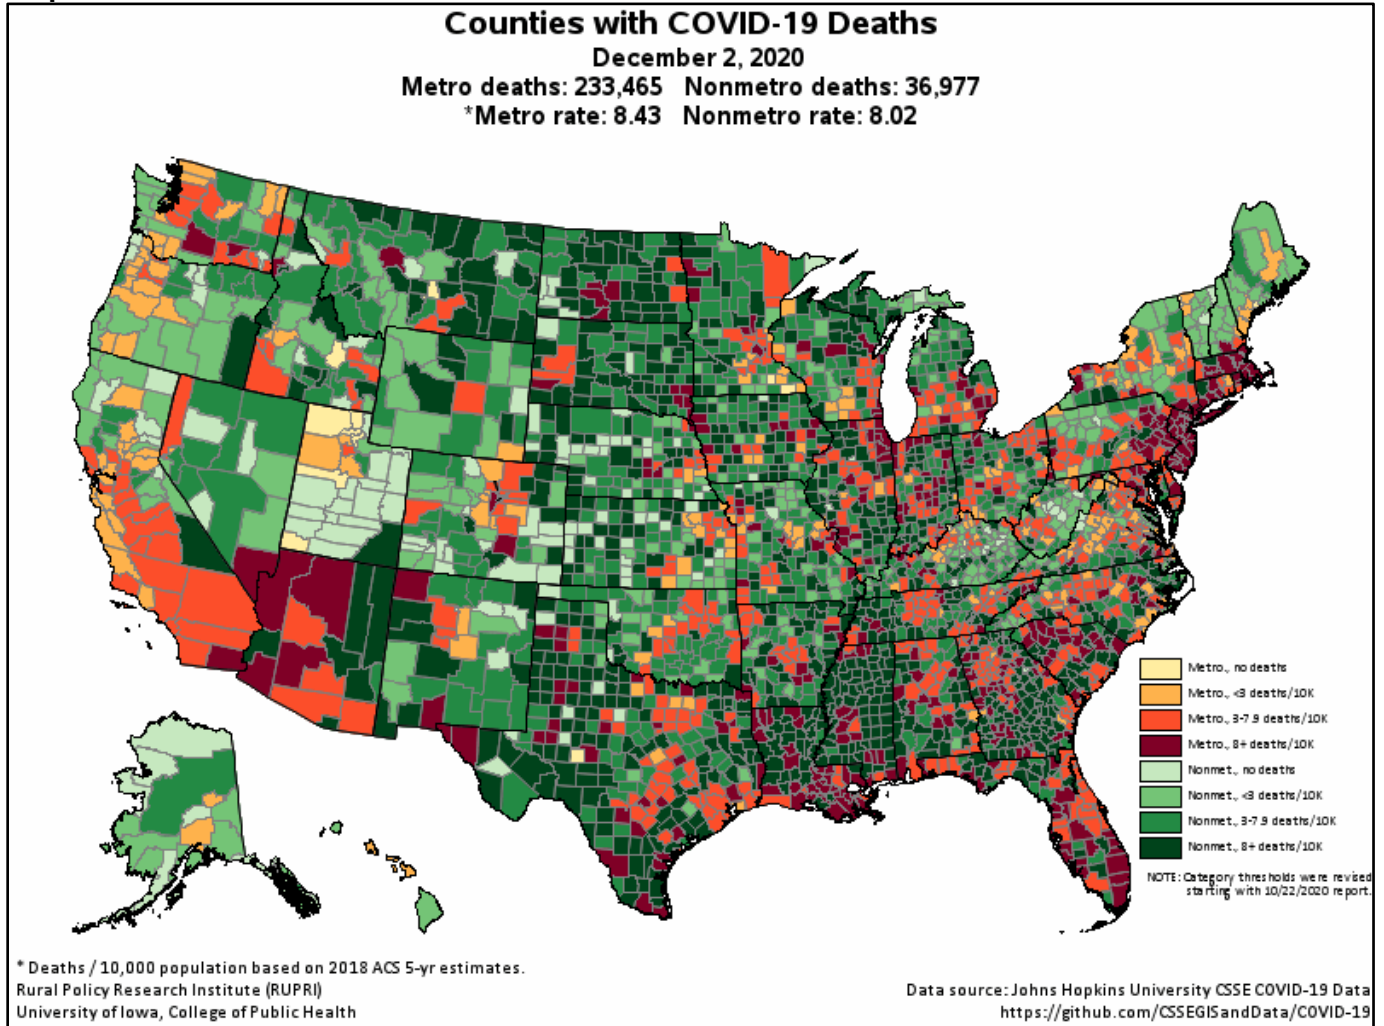 Counties with COVID-19 Deaths
December 2, 2020
Metro deaths: 233,465   Nonmetro deaths: 36,977
*Metro rate: 8.43   Nonmetro rate: 8.02
Metro., no deaths
Metro., <3 deaths/10K
Metro., 3-7.9 deaths/10K
Metro., 8+ deaths/10K
Nonmet., no deaths
Nonmet., <3 deaths/10K
Nonmet., 3-7.9 deaths/10K
Nonmet., 8+ deaths/10K
NOTE: Category thresholds were revised
starting with 10/22/2020 report.
* Deaths / 10,000 population based on 2018 ACS 5-yr estimates.
Rural Policy Research Institute (RUPRI)
University of Iowa, College of Public Health
Data source: Johns Hopkins University CSSE COVID-19 Data
https://github.com/CSSEGISandData/COVID-19